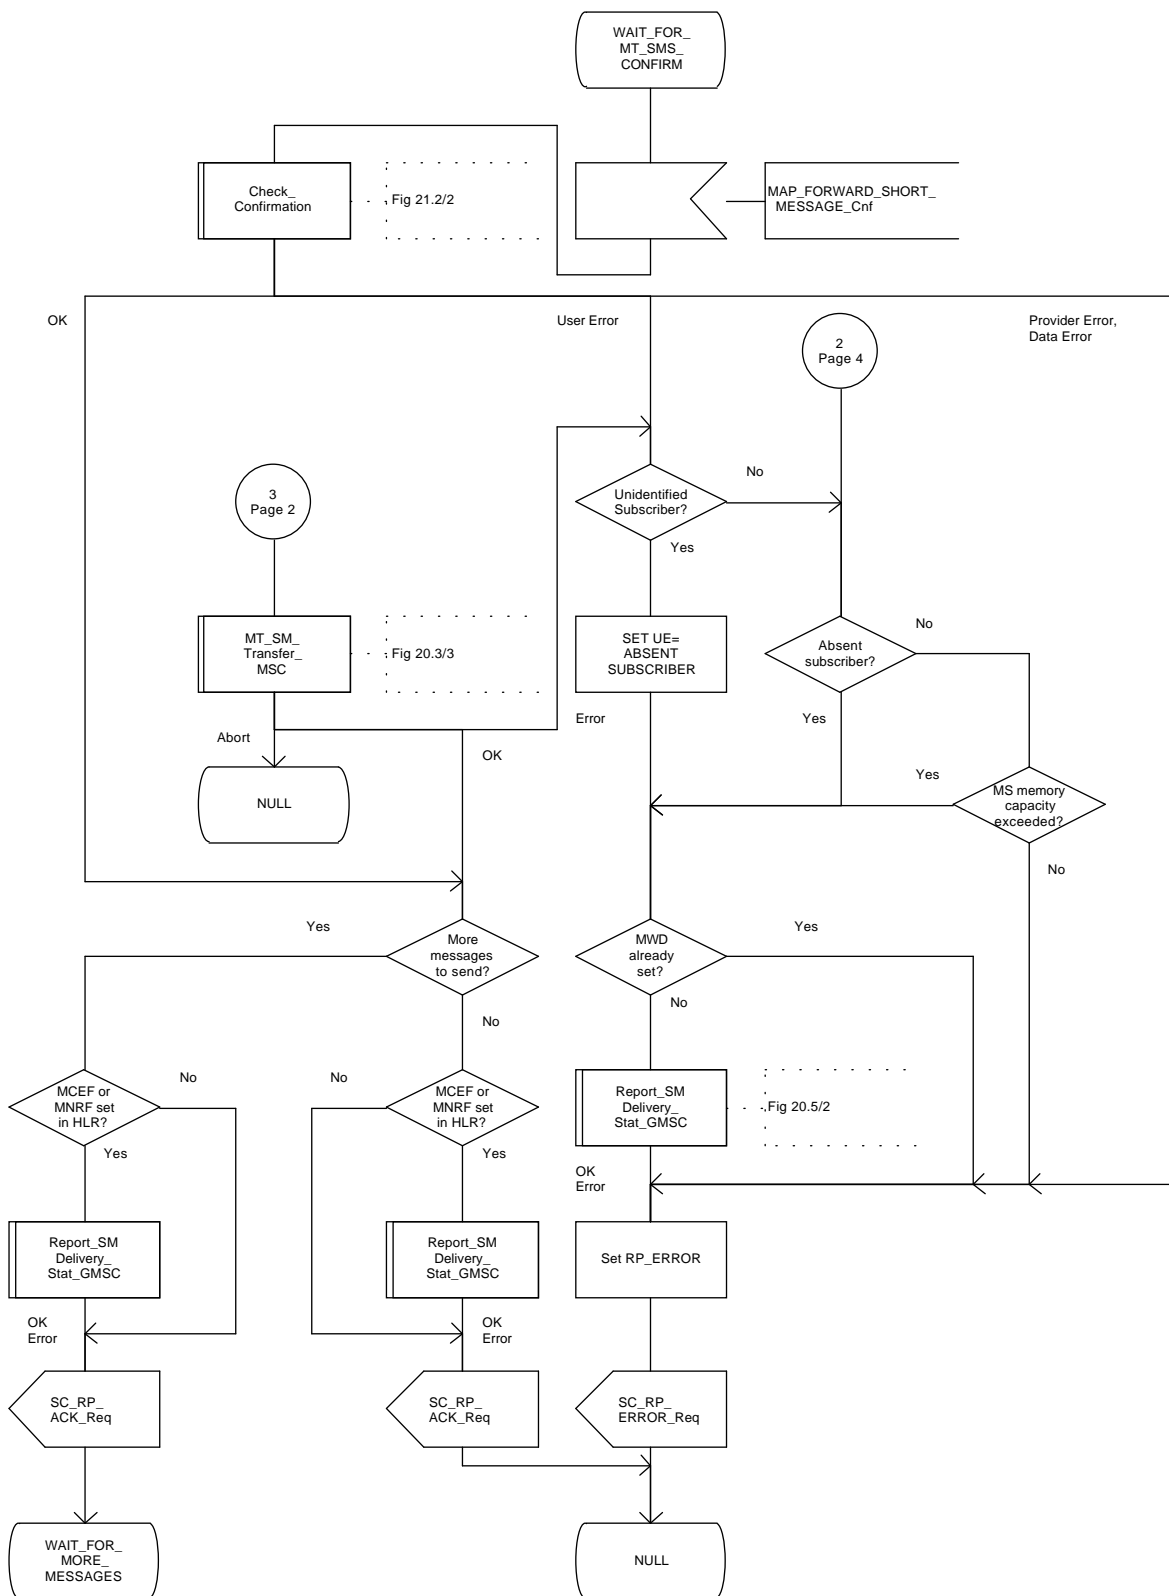 WAIT_FOR_
MT_SMS_
CONFIRM
Check_
Confirmation
Fig 21.2/2
MAP_FORWARD_SHORT_
MESSAGE_Cnf
OK
User Error
Provider Error,
Data Error
2
Page 4
3
Page 2
Unidentified
Subscriber?
No
Yes
MT_SM_
Transfer_
MSC
Fig 20.3/3
SET UE=
ABSENT
SUBSCRIBER
Absent
subscriber?
No
Abort
Error
OK
Yes
Yes
NULL
MS memory
capacity
exceeded?
No
Yes
More
messages
to send?
No
MWD
already
set?
Yes
No
MCEF or
MNRF set
in HLR?
No
Yes
No
MCEF or
MNRF set
in HLR?
Yes
Report_SM
Delivery_
Stat_GMSC
Fig 20.5/2
OK
Error
Report_SM
Delivery_
Stat_GMSC
Report_SM
Delivery_
Stat_GMSC
Set RP_ERROR
OK
Error
OK
Error
SC_RP_
ACK_Req
SC_RP_
ACK_Req
SC_RP_
ERROR_Req
WAIT_FOR_
MORE_
MESSAGES
NULL